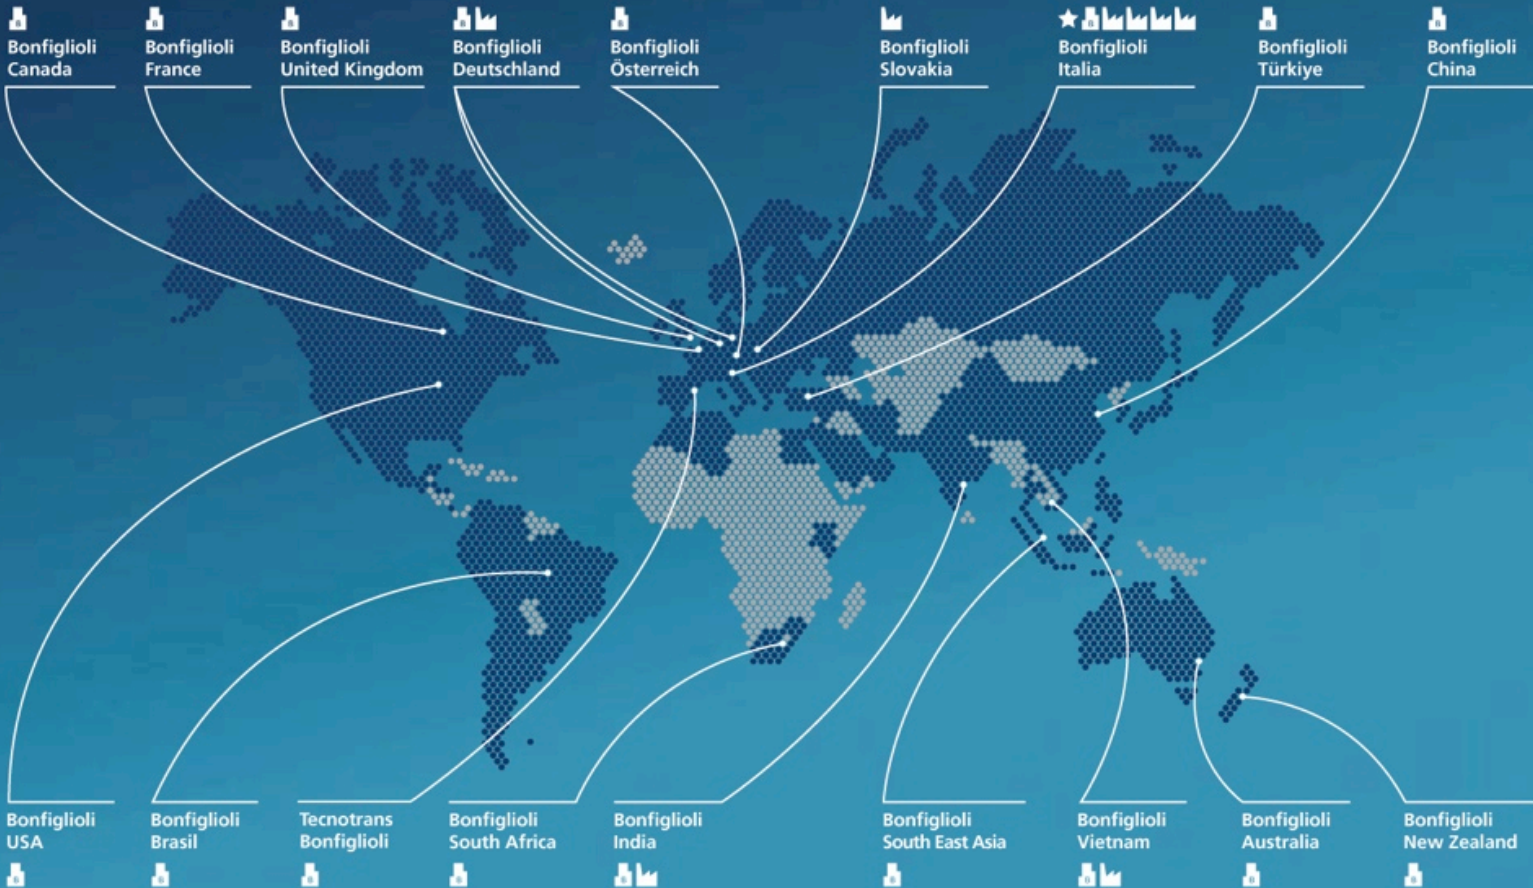 Bonfiglioli
Canada
Bonfiglioli
France
Bonfiglioli
United Kingdom
Bonfiglioli
Deutschland
Bonfiglioli
Österreich
Bonfiglioli
Slovakia
Bonfiglioli
Italia
Bonfiglioli
Türkiye
Bonfiglioli
China
Bonfiglioli
USA
Bonfiglioli
Brasil
Tecnotrans
Bonfiglioli
Bonfiglioli
South Africa
Bonfiglioli
India
Bonfiglioli
South East Asia
Bonfiglioli
Vietnam
Bonfiglioli
Australia
Bonfiglioli
New Zealand